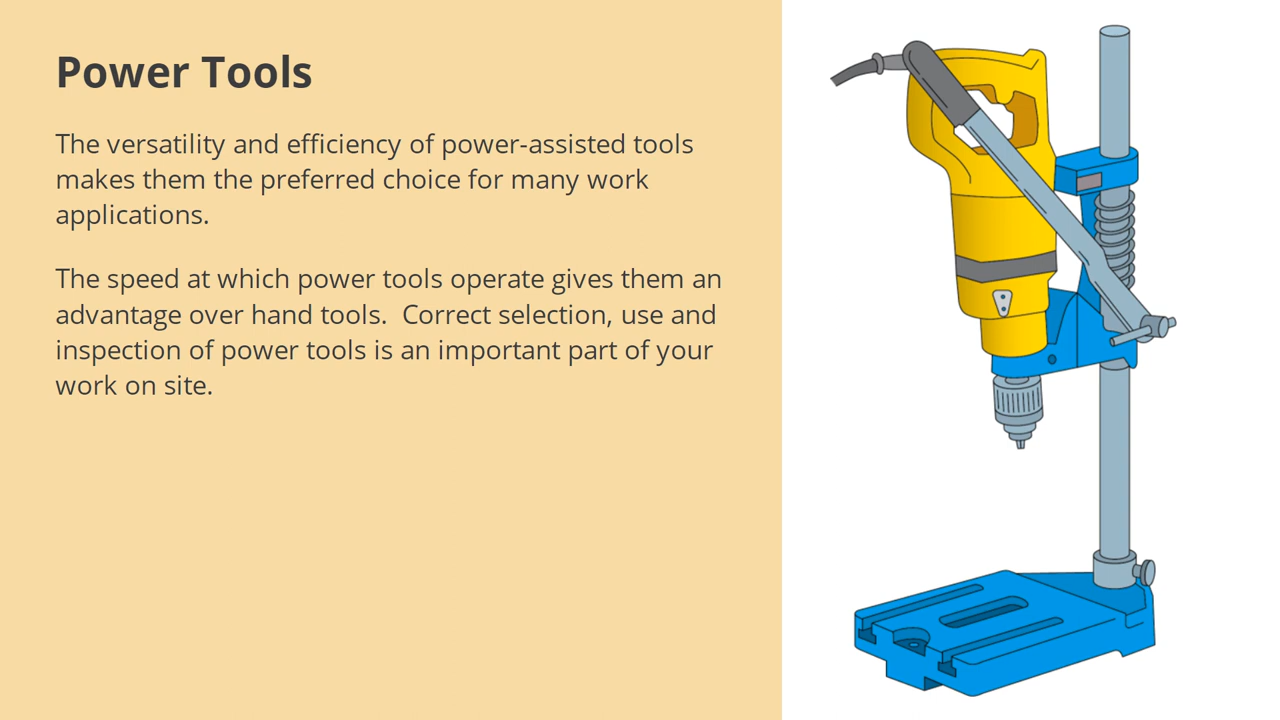 Power Tools
The versatility and efficiency of power-assisted tools
makes them the preferred choice for many work
applications.
The speed at which power tools operate gives them an
advantage over hand tools.  Correct selection, use and
inspection of power tools is an important part of your
work on site.